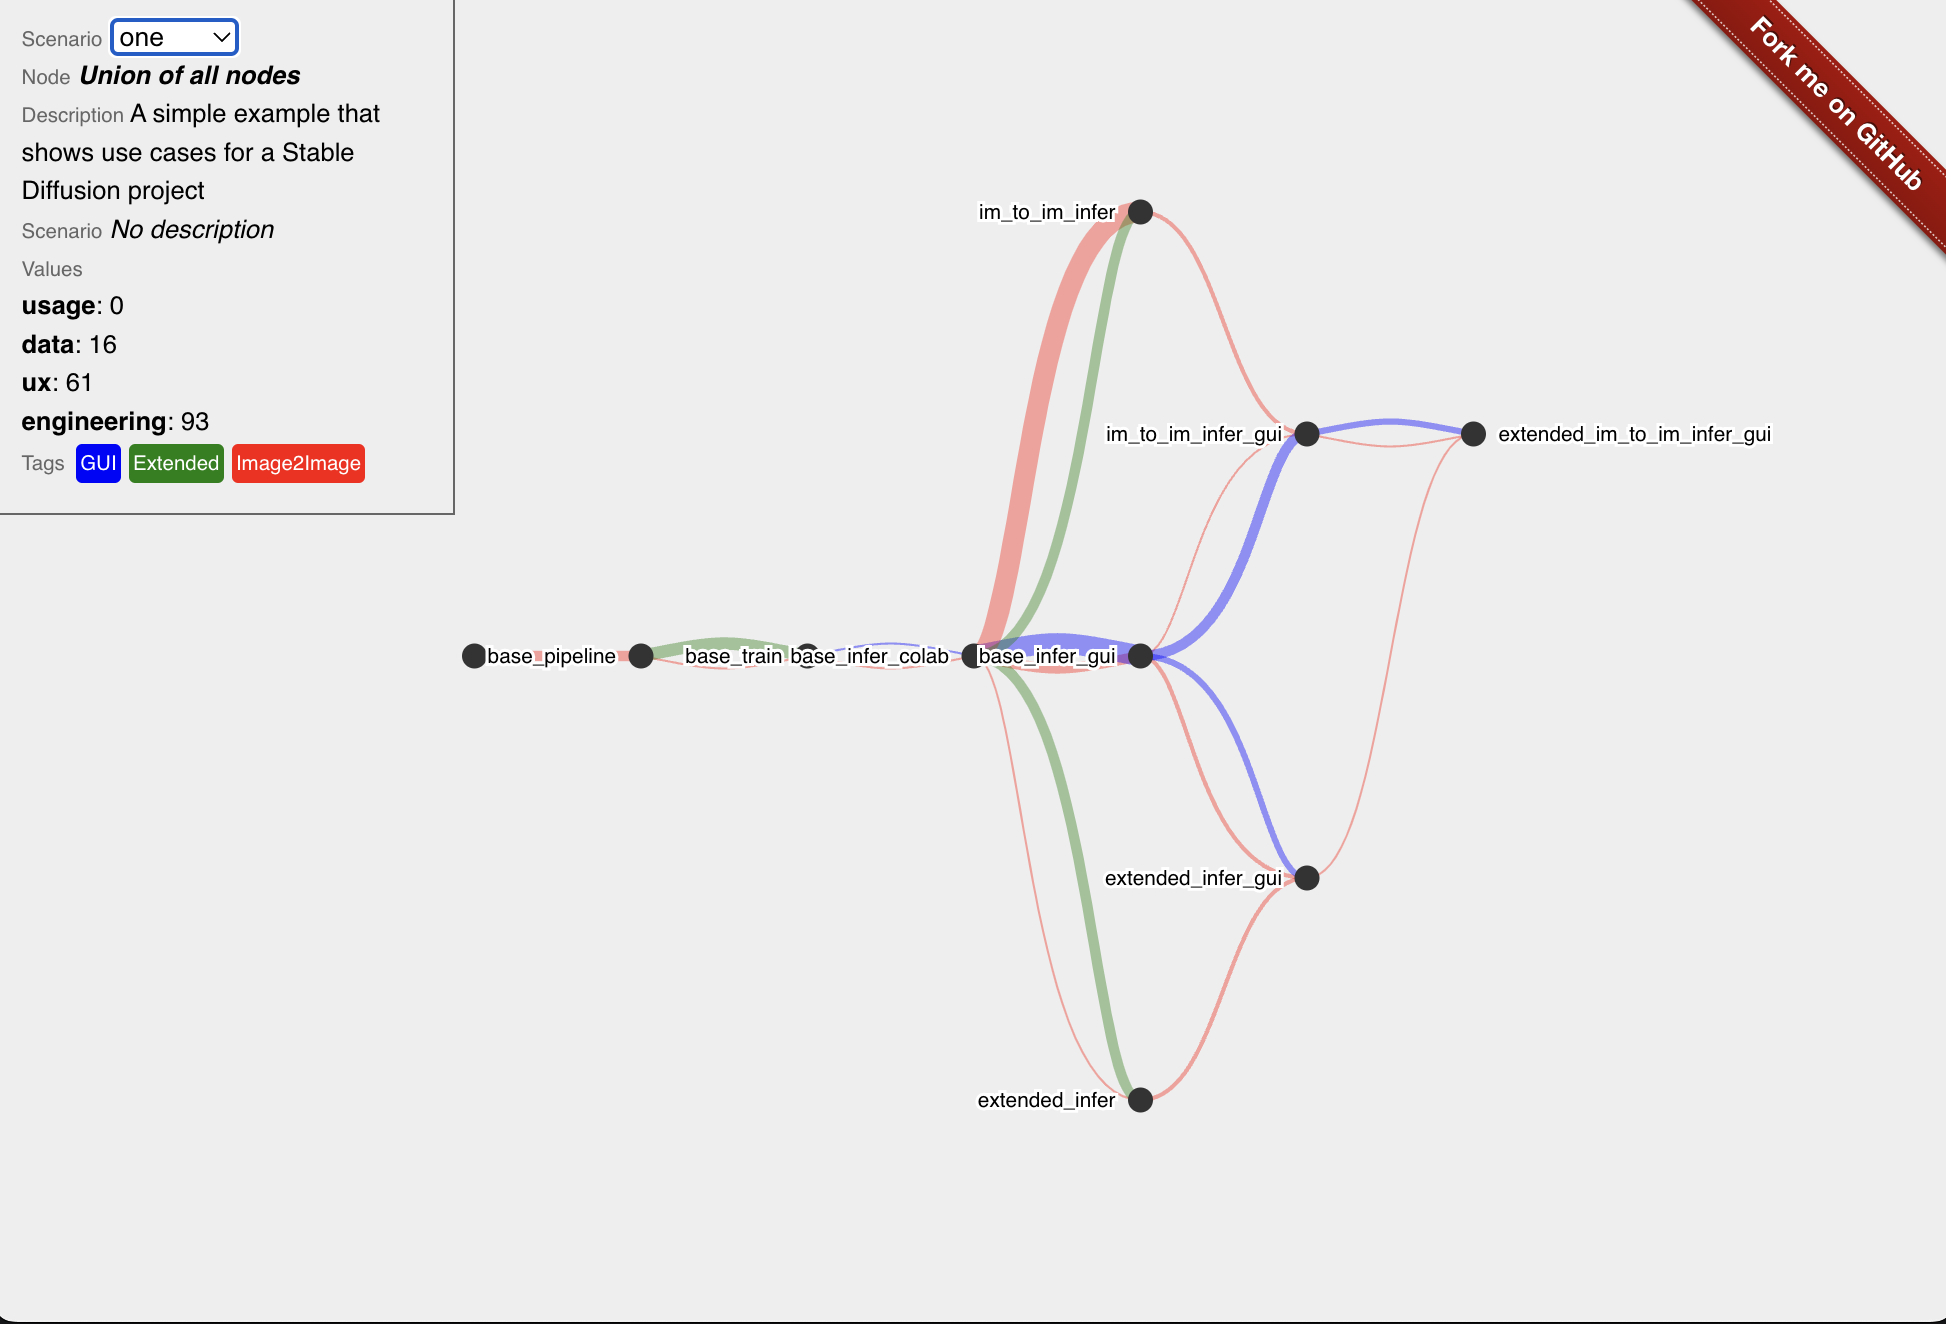 Scenario one
Node Union of all nodes
Description A simple example that
shows use cases for a Stable
Diffusion project
Scenario No description
Values
usage: 0
data: 16
ux: 61
engineering: 93
Tags GUI Extended Image2Image
Fork me on GitHub
im_to_im_infer
im_to_im_infer_gui
extended_im_to_im_infer_gui
base_pipeline
base_train
base_infer_colab
base_infer_gui
extended_infer_gui
extended_infer